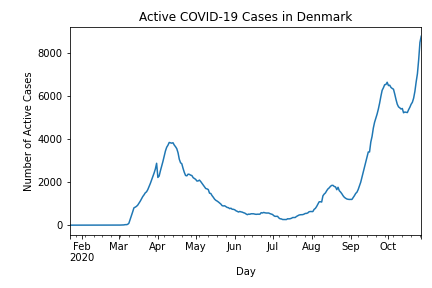 Active COVID-19 Cases in Denmark
Number of Active Cases
8000
6000
4000
2000
0
Feb Mar Apr May Jun Jul Aug Sep Oct
2020
Day